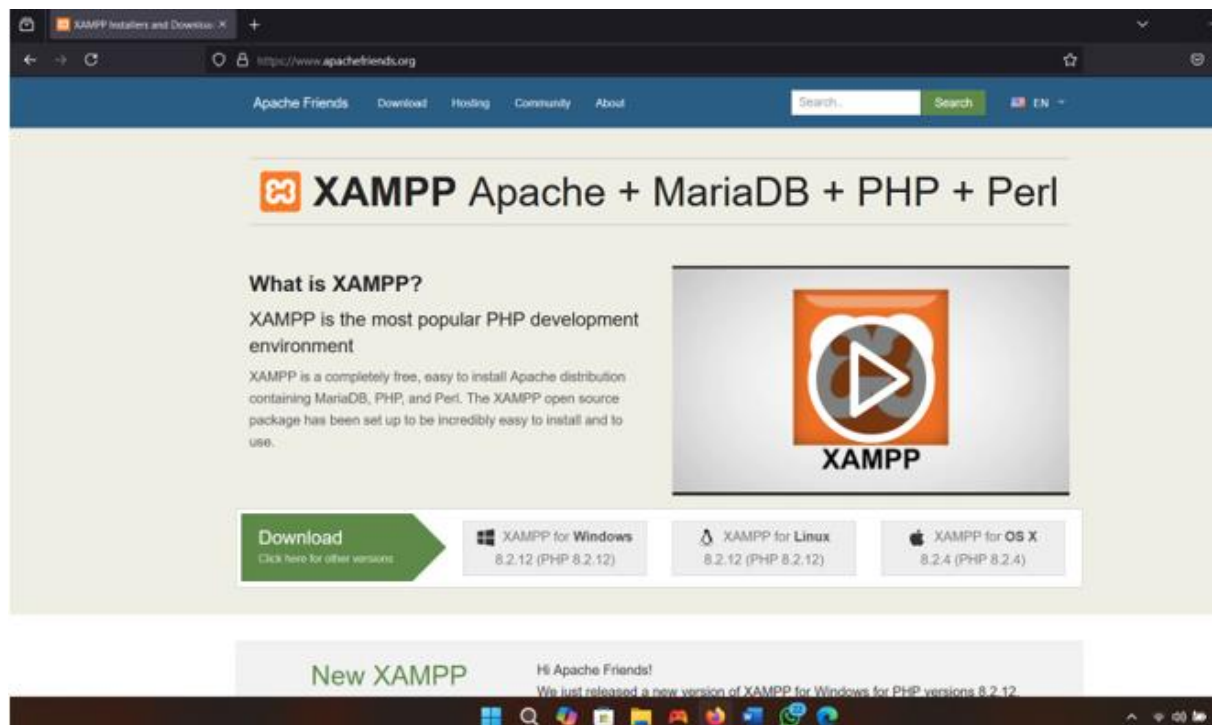 XAMPP Installers and Downloa
https://www.apachefriends.org
Apache Friends Download Hosting Community About Search... Search EN
XAMPP Apache + MariaDB + PHP + Perl
What is XAMPP?
XAMPP is the most popular PHP development
environment
XAMPP is a completely free, easy to install Apache distribution
containing MariaDB, PHP, and Perl. The XAMPP open source
package has been set up to be incredibly easy to install and to
use.
XAMPP
Download
Click here for other versions
XAMPP for Windows
8.2.12 (PHP 8.2.12)
XAMPP for Linux
8.2.12 (PHP 8.2.12)
XAMPP for OS X
8.2.4 (PHP 8.2.4)
New XAMPP
Hi Apache Friends!
We just released a new version of XAMPP for Windows for PHP versions 8.2.12.